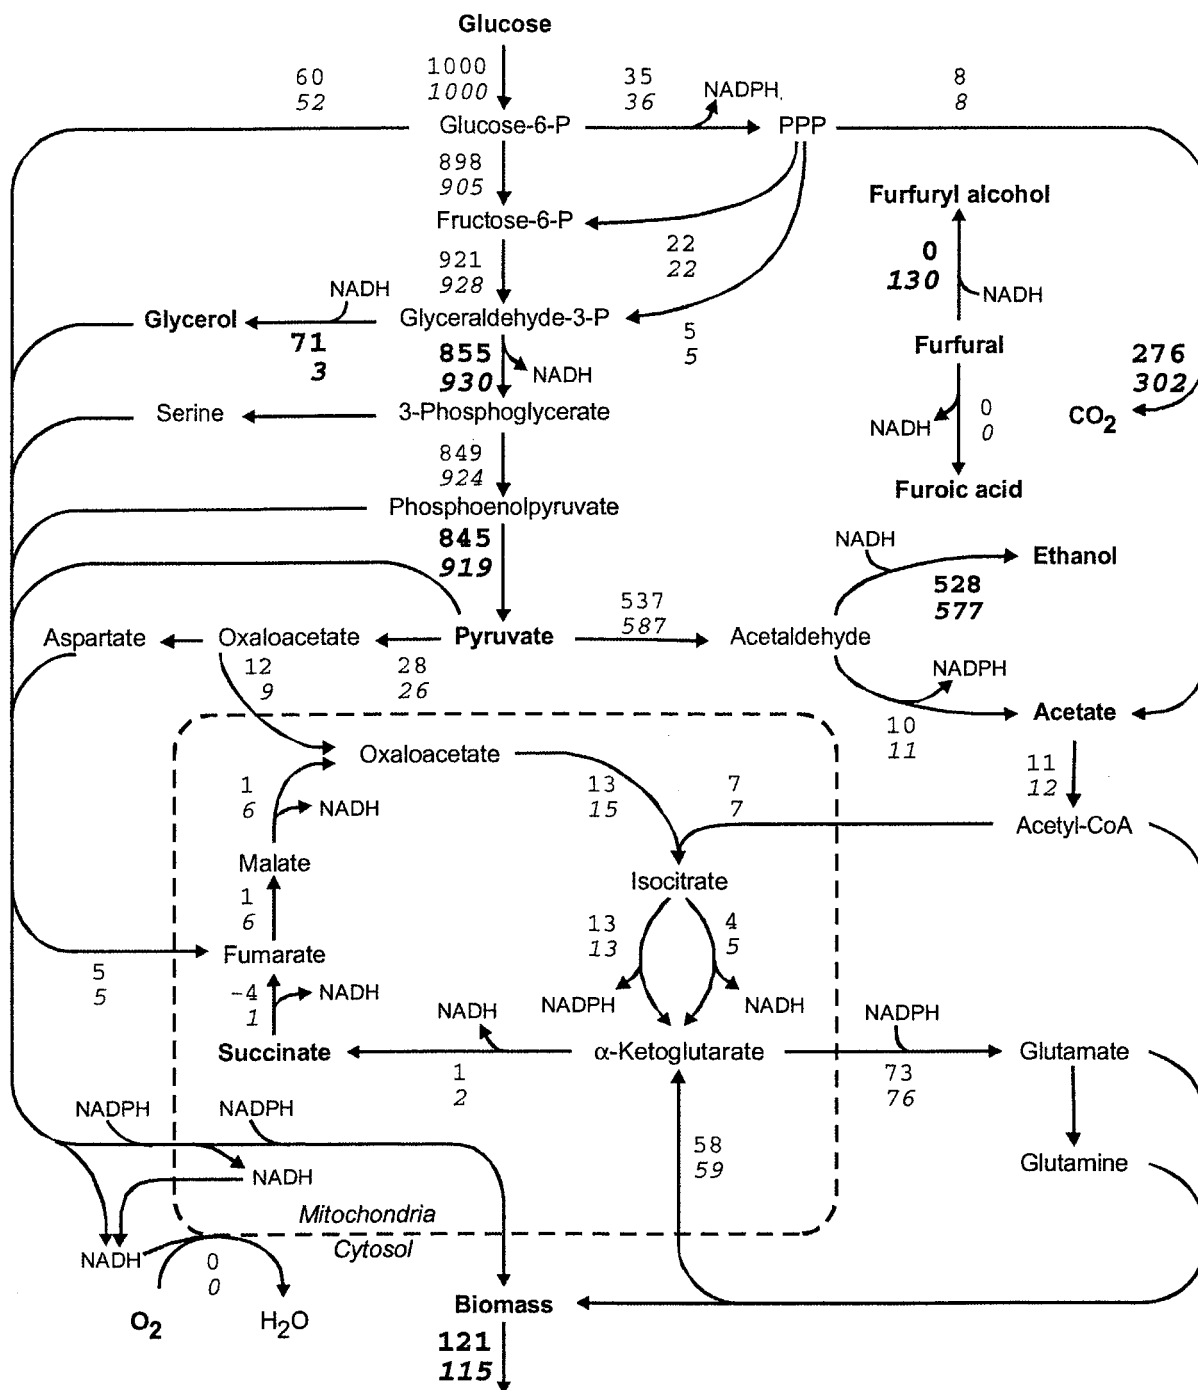 Glucose
60
52
1000
1000
35
36
NADPH
8
8
Glucose-6-P
PPP
898
905
Furfuryl alcohol
Fructose-6-P
22
22
0
130
921
928
NADH
NADH
Glycerol
Glyceraldehyde-3-P
71
3
5
5
855
930
NADH
Furfural
276
302
Serine
3-Phosphoglycerate
NADH
0
0
CO2
849
924
Phosphoenolpyruvate
Furoic acid
845
919
NADH
Ethanol
528
577
537
587
Aspartate
Oxaloacetate
Pyruvate
Acetaldehyde
12
9
28
26
NADPH
10
11
Acetate
Oxaloacetate
11
12
1
6
NADH
13
15
7
7
Acetyl-CoA
Malate
Isocitrate
1
6
13
13
4
5
Fumarate
5
5
-4
1
NADH
NADPH
NADH
NADH
NADPH
Succinate
α-Ketoglutarate
Glutamate
1
2
73
76
NADPH
NADPH
58
59
NADH
Glutamine
Mitochondria
Cytosol
NADH
0
0
O2
H2O
Biomass
121
115